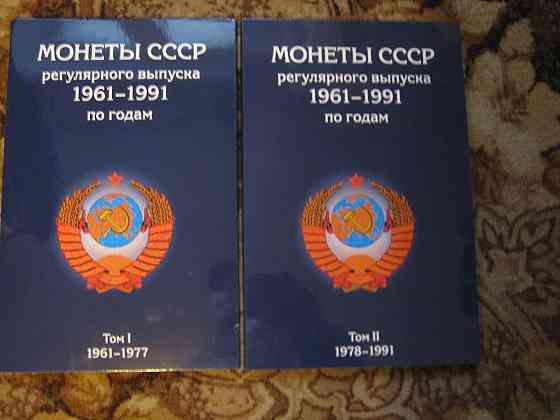 МОНЕТЫ СССР
регулярного выпуска
1961–1991
по годам
Том I
1961–1977
МОНЕТЫ СССР
регулярного выпуска
1961–1991
по годам
Том II
1978–1991